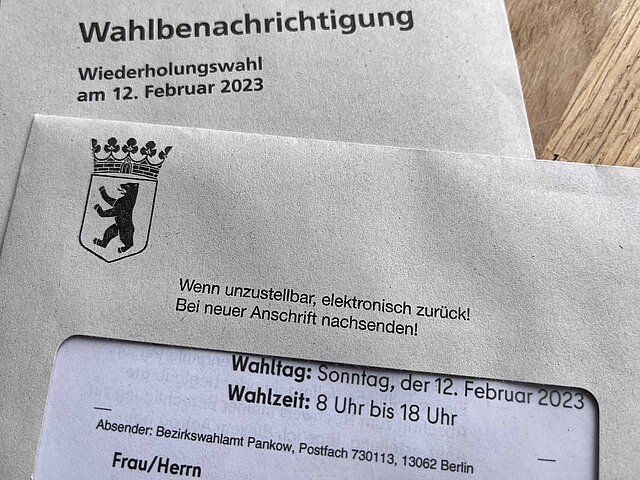 Wahlbenachrichtigung
Wiederholungswahl
am 12. Februar 2023
Wenn unzustellbar, elektronisch zurück!
Bei neuer Anschrift nachsenden!
Wahltag: Sonntag, der 12. Februar 2023
Wahlzeit: 8 Uhr bis 18 Uhr
Absender: Bezirkswahlamt Pankow, Postfach 730113, 13062 Berlin
Frau/Herrn